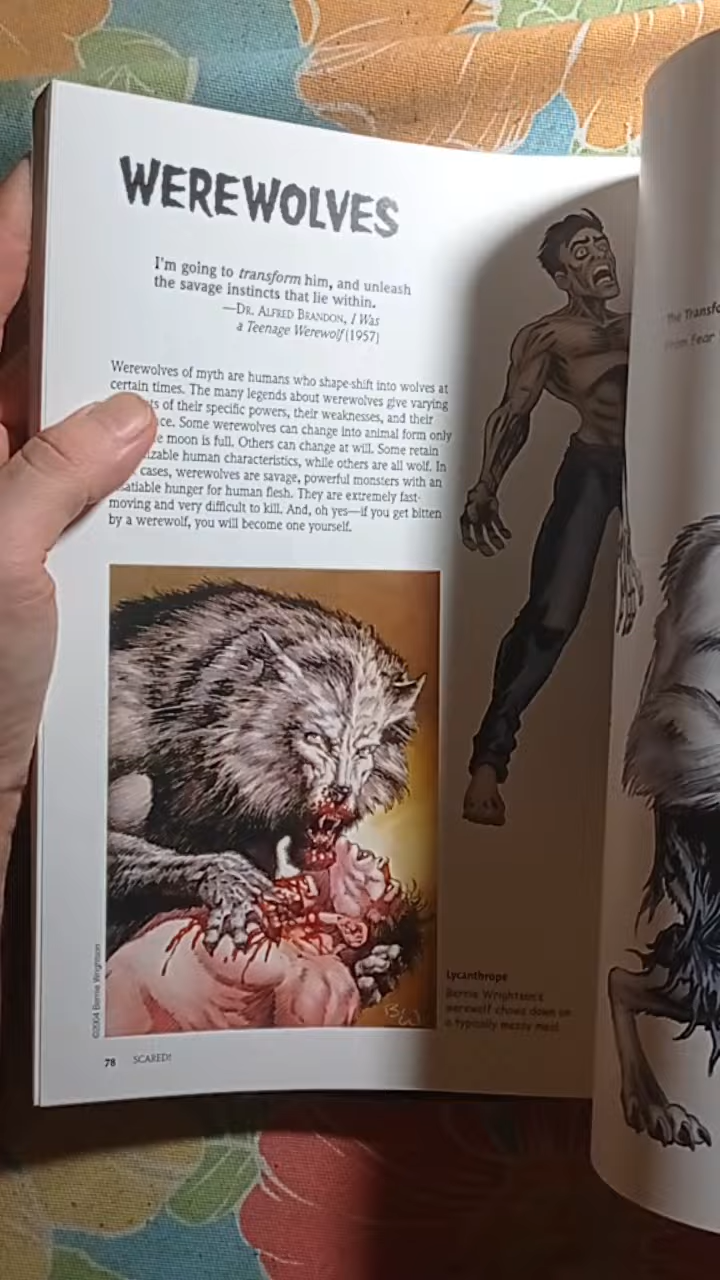 WEREWOLVES
I'm going to transform him, and unleash
the savage instincts that lie within.
—DR. ALFRED BRANDON, I Was
a Teenage Werewolf (1957)
Werewolves of myth are humans who shape-shift into wolves at
certain times. The many legends about werewolves give varying
of their specific powers, their weaknesses, and their
Some werewolves can change into animal form only
moon is full. Others can change at will. Some retain
human characteristics, while others are all wolf. In
cases, werewolves are savage, powerful monsters with an
hunger for human flesh. They are extremely fast-
moving and very difficult to kill. And, oh yes—if you get bitten
by a werewolf, you will become one yourself.
©2004 Bernie Wrightson
BW
Lycanthrope
Bernie Wrightson's
werewolf chows down on
a typically messy meal.
78 SCARED!
The
From Fear